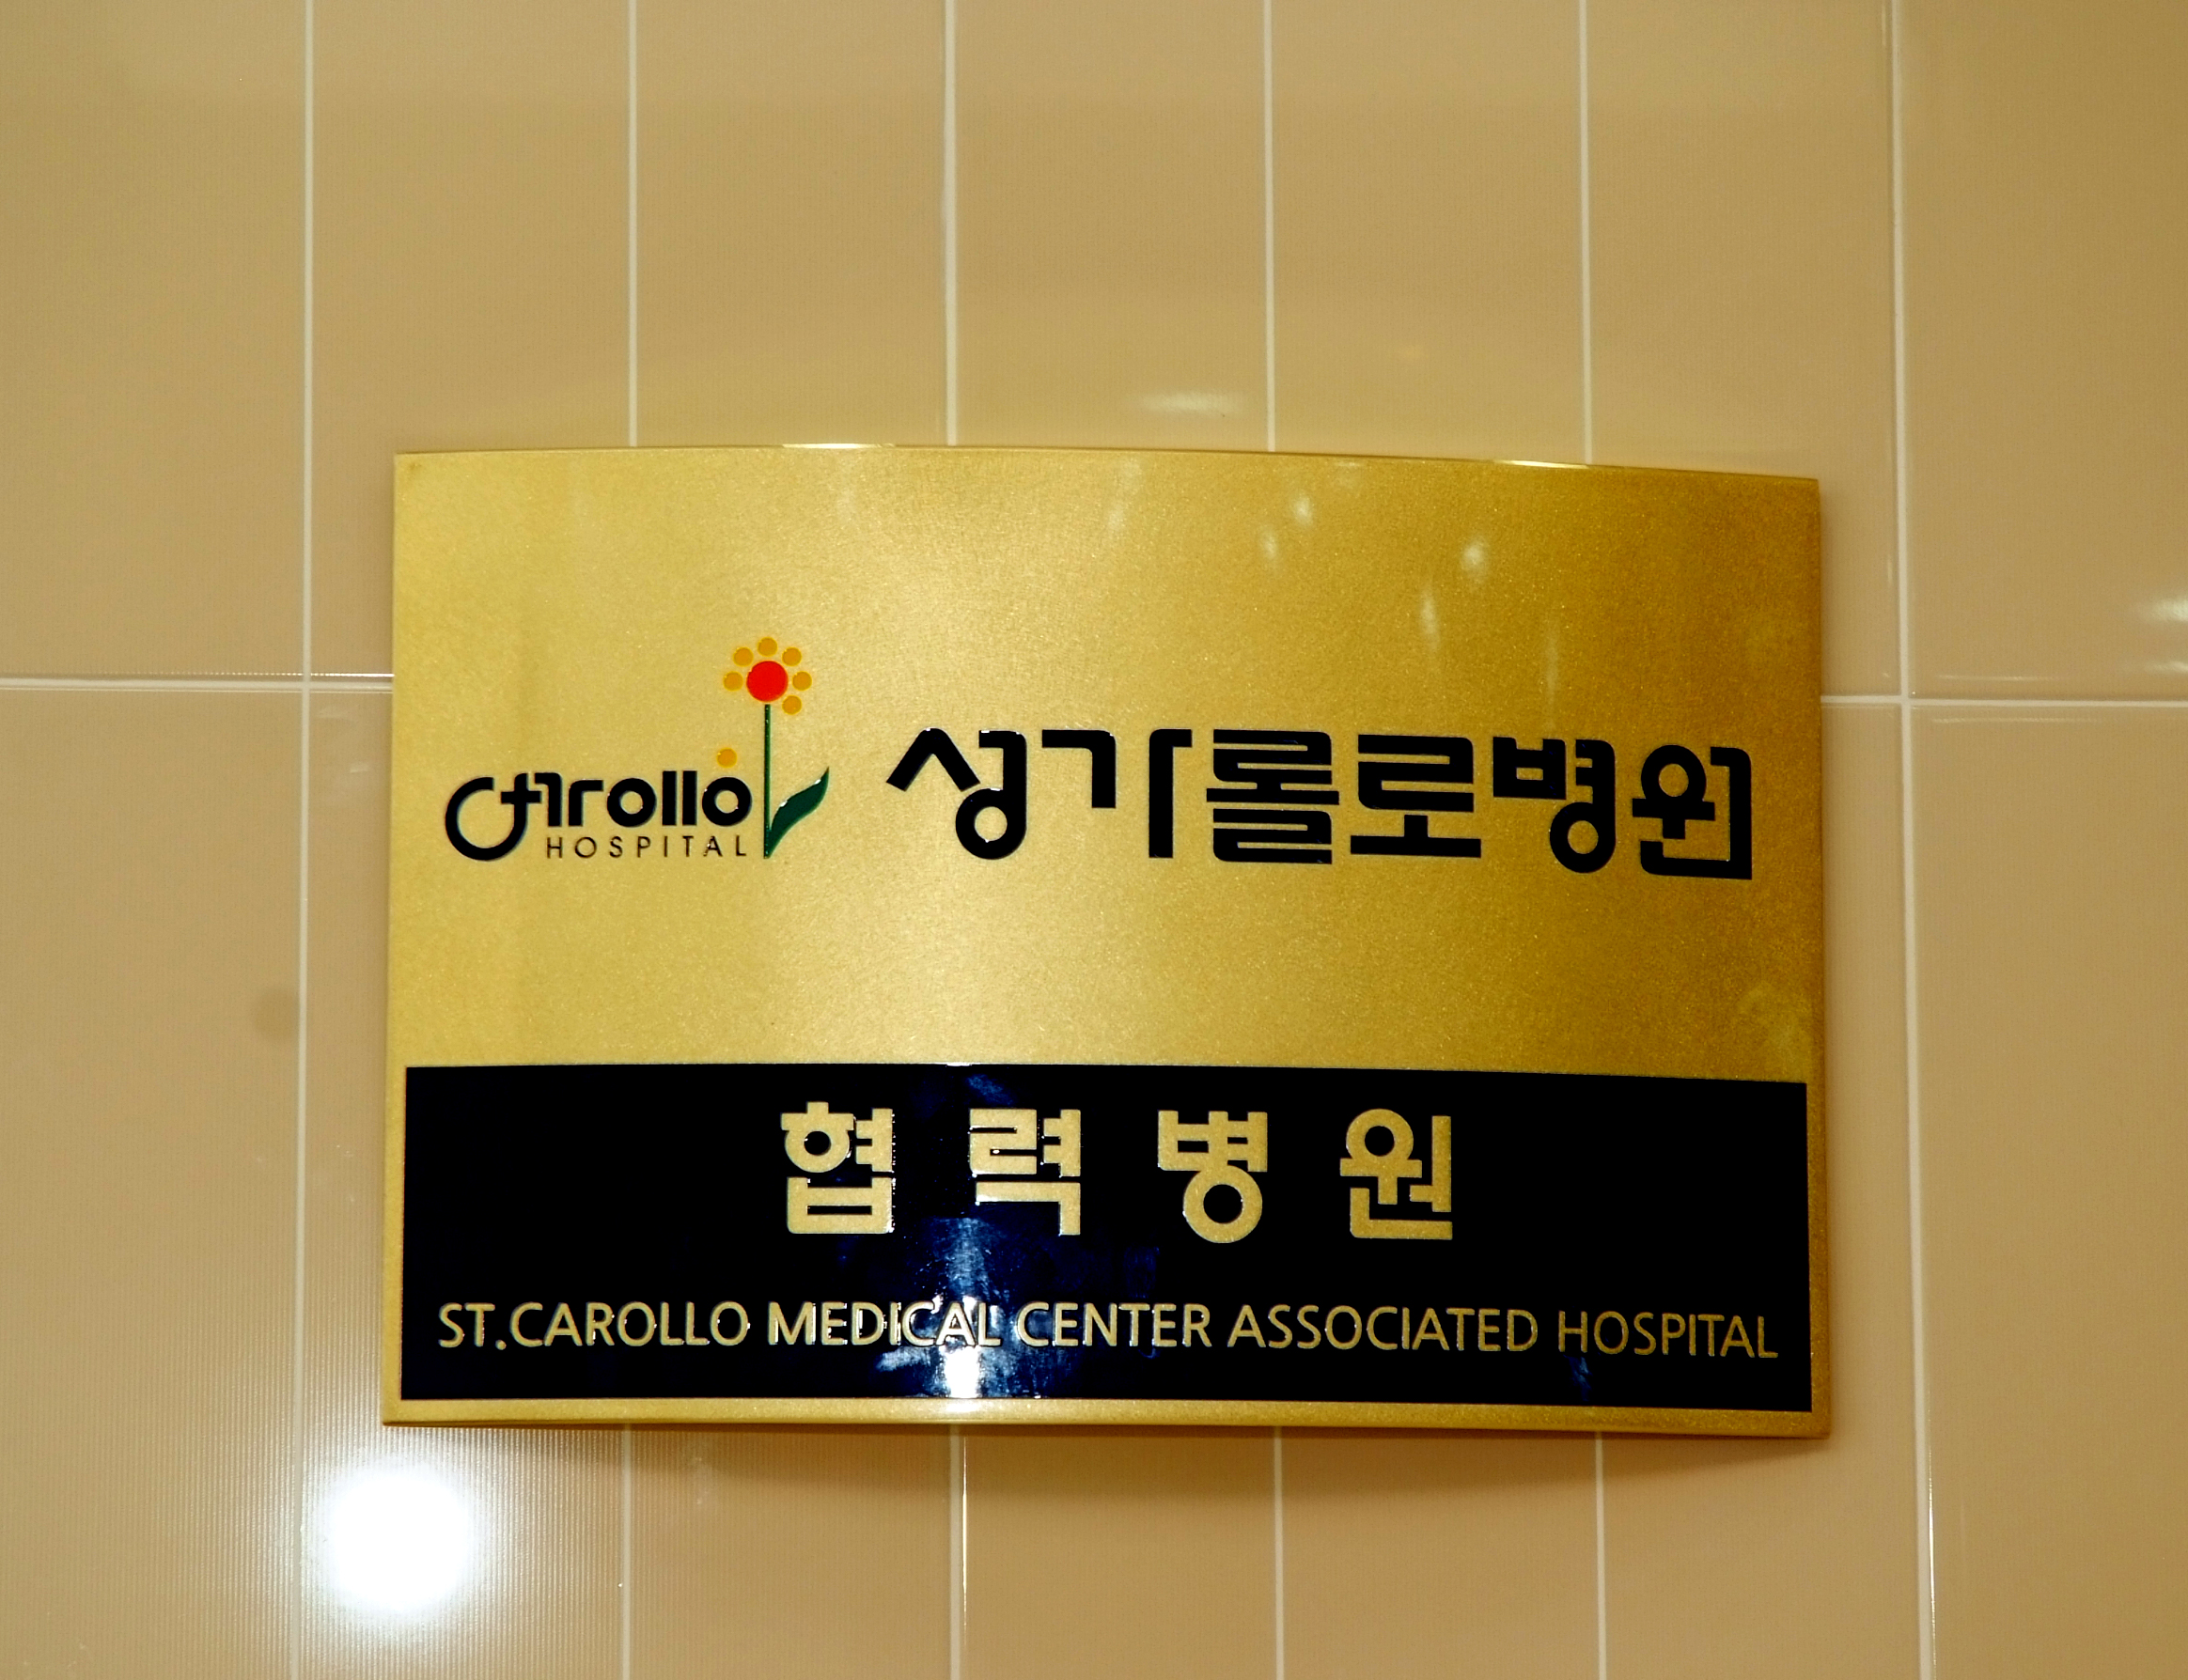 Carollo
HOSPITAL
성가롤로병원
협력병원
ST.CAROLLO MEDICAL CENTER ASSOCIATED HOSPITAL